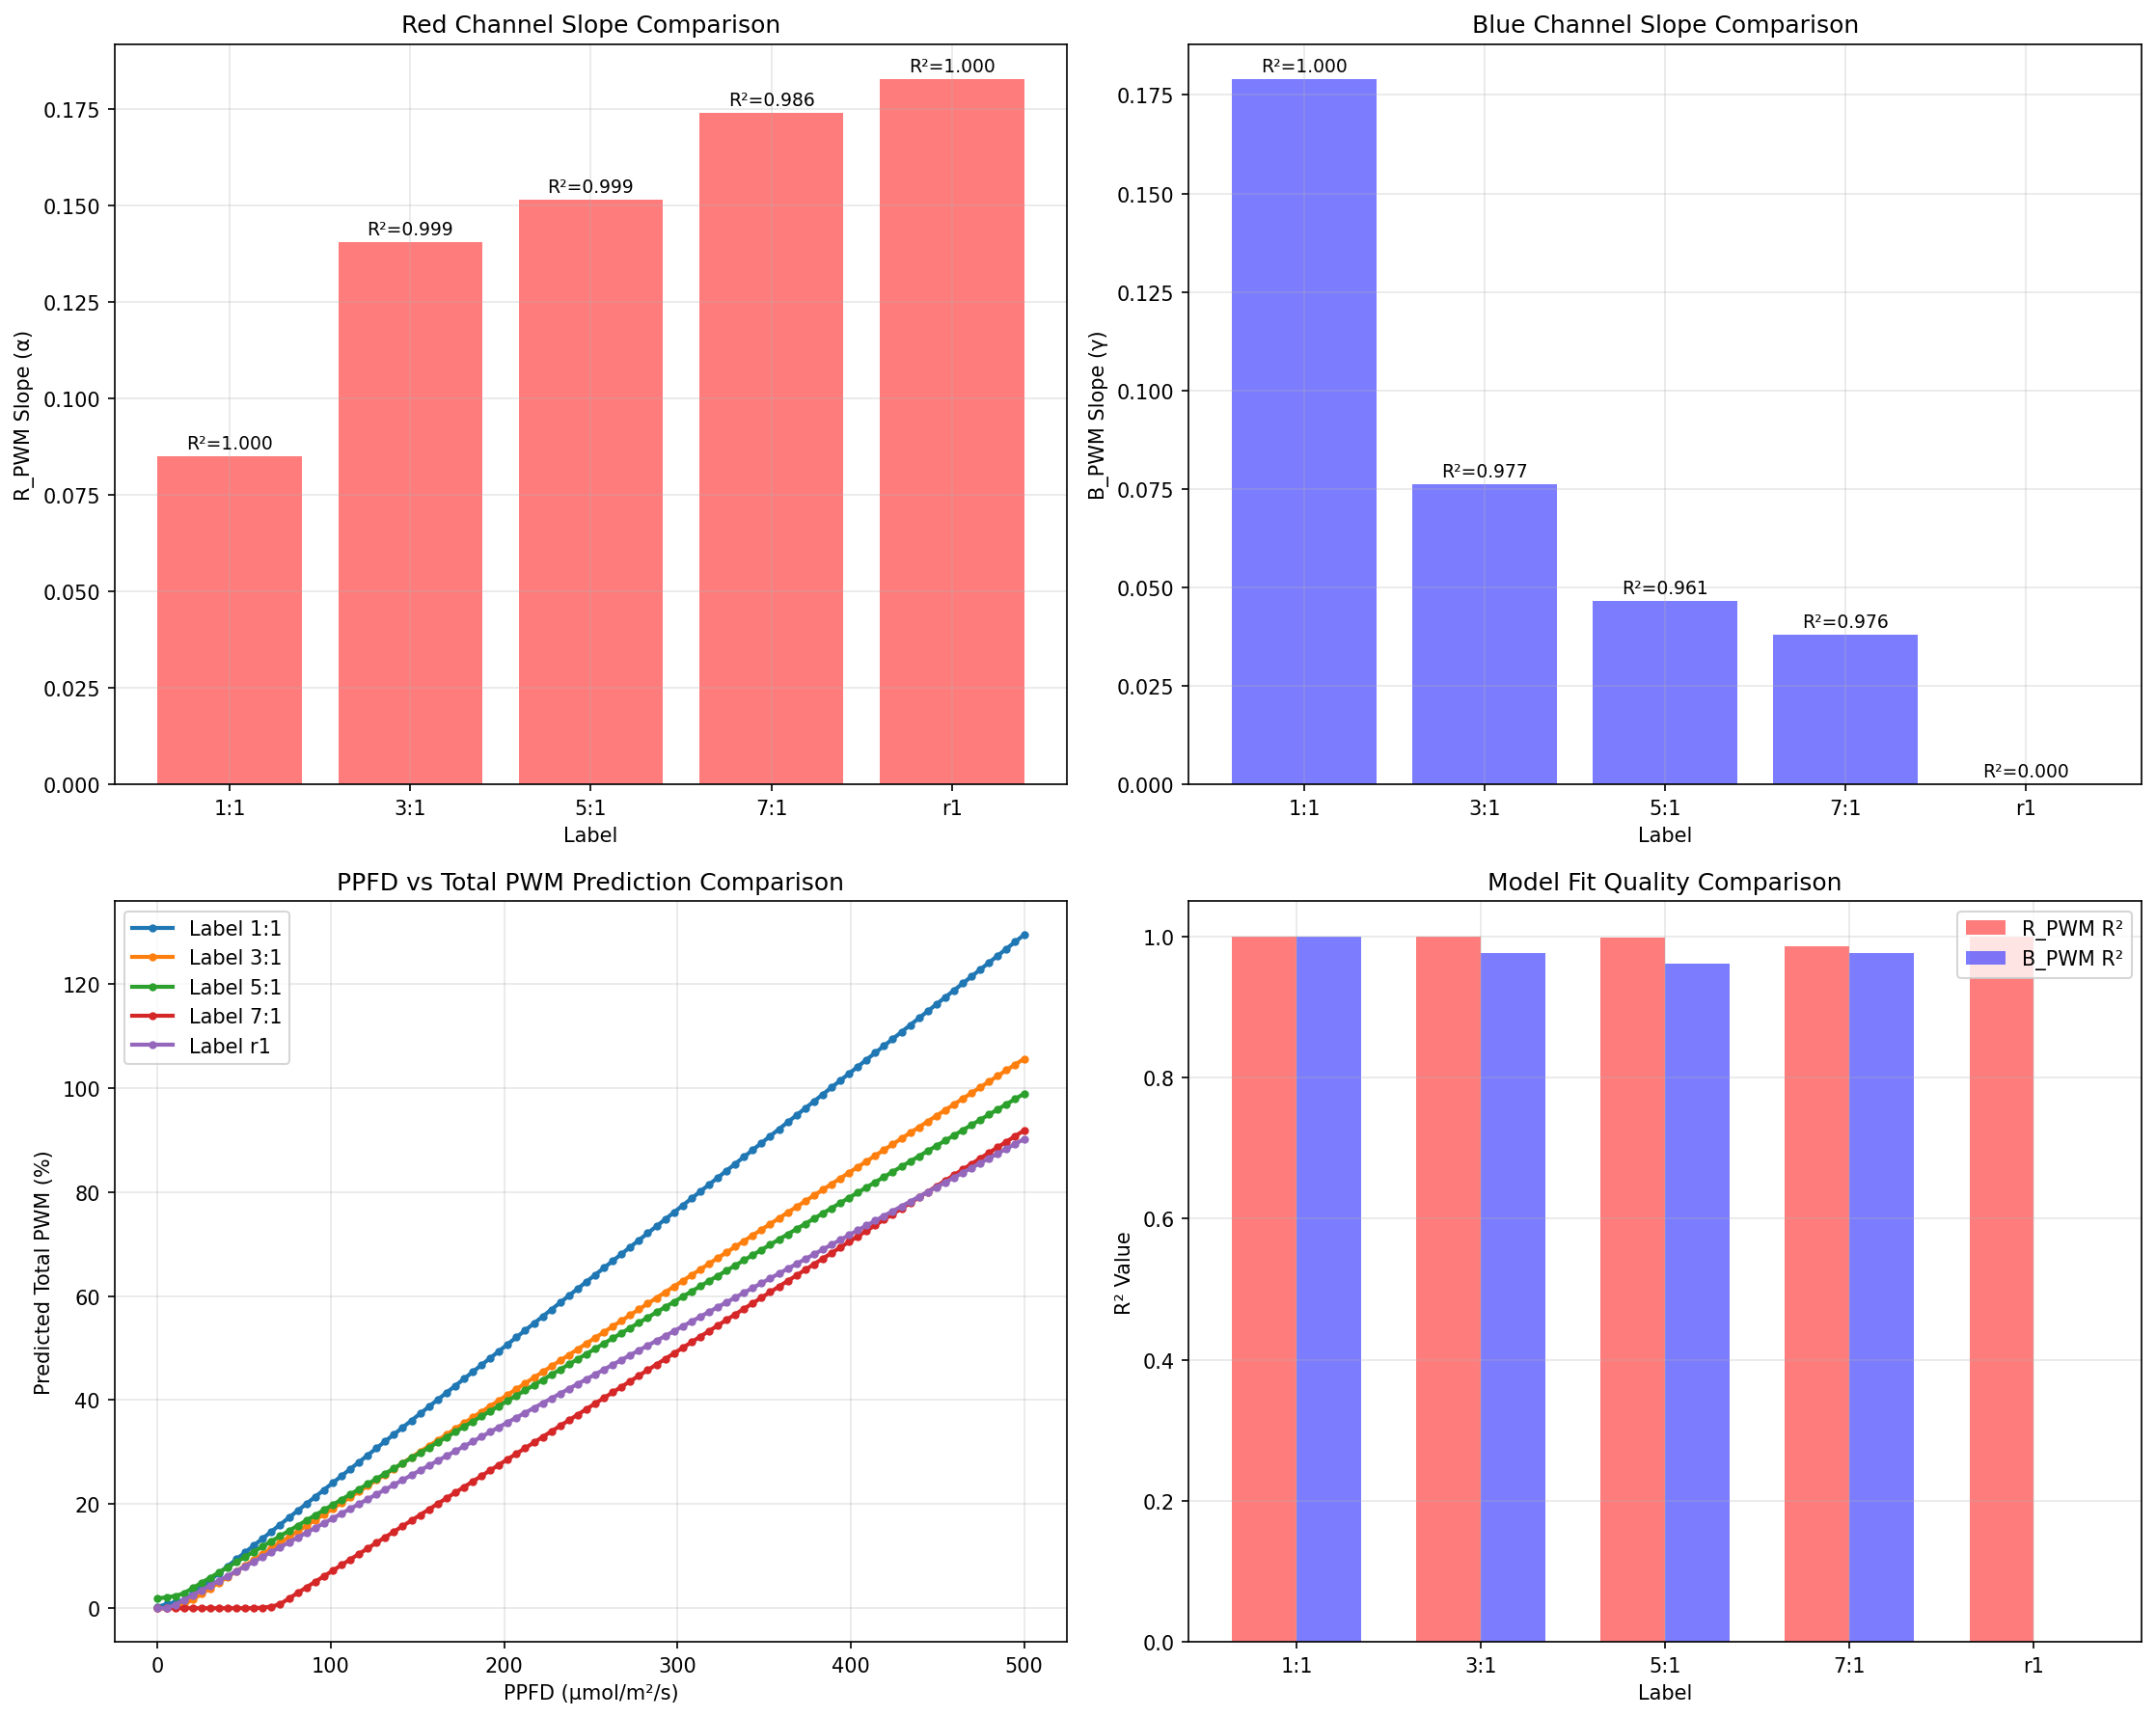 Red Channel Slope Comparison
R_PWM Slope (α)
0.175
0.150
0.125
0.100
0.075
0.050
0.025
0.000
R²=1.000
R²=0.999
R²=0.999
R²=0.986
R²=1.000
1:1 3:1 5:1 7:1 r1
Label
Blue Channel Slope Comparison
B_PWM Slope (γ)
0.175
0.150
0.125
0.100
0.075
0.050
0.025
0.000
R²=1.000
R²=0.977
R²=0.961
R²=0.976
R²=0.000
1:1 3:1 5:1 7:1 r1
Label
PPFD vs Total PWM Prediction Comparison
Predicted Total PWM (%)
Label 1:1
Label 3:1
Label 5:1
Label 7:1
Label r1
120
100
80
60
40
20
0
0 100 200 300 400 500
PPFD (μmol/m²/s)
Model Fit Quality Comparison
R² Value
R_PWM R²
B_PWM R²
1.0
0.8
0.6
0.4
0.2
0.0
1:1 3:1 5:1 7:1 r1
Label